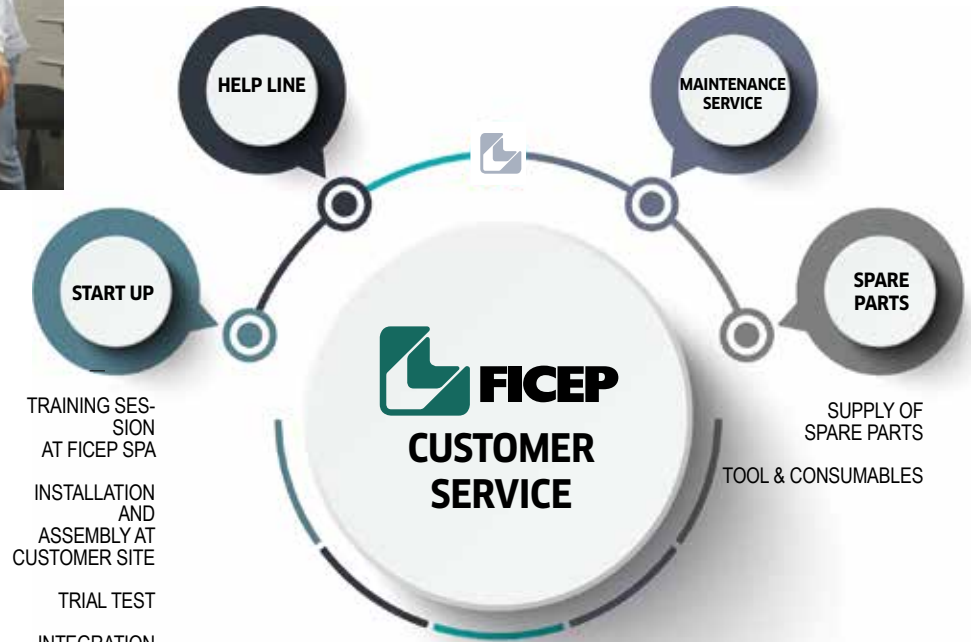 HELP LINE
MAINTENANCE
SERVICE
START UP
SPARE
PARTS
FICEP
CUSTOMER
SERVICE
TRAINING SES-
SION
AT FICEP SPA
INSTALLATION
AND
ASSEMBLY AT
CUSTOMER SITE
TRIAL TEST
INTEGRATION
SUPPLY OF
SPARE PARTS
TOOL & CONSUMABLES